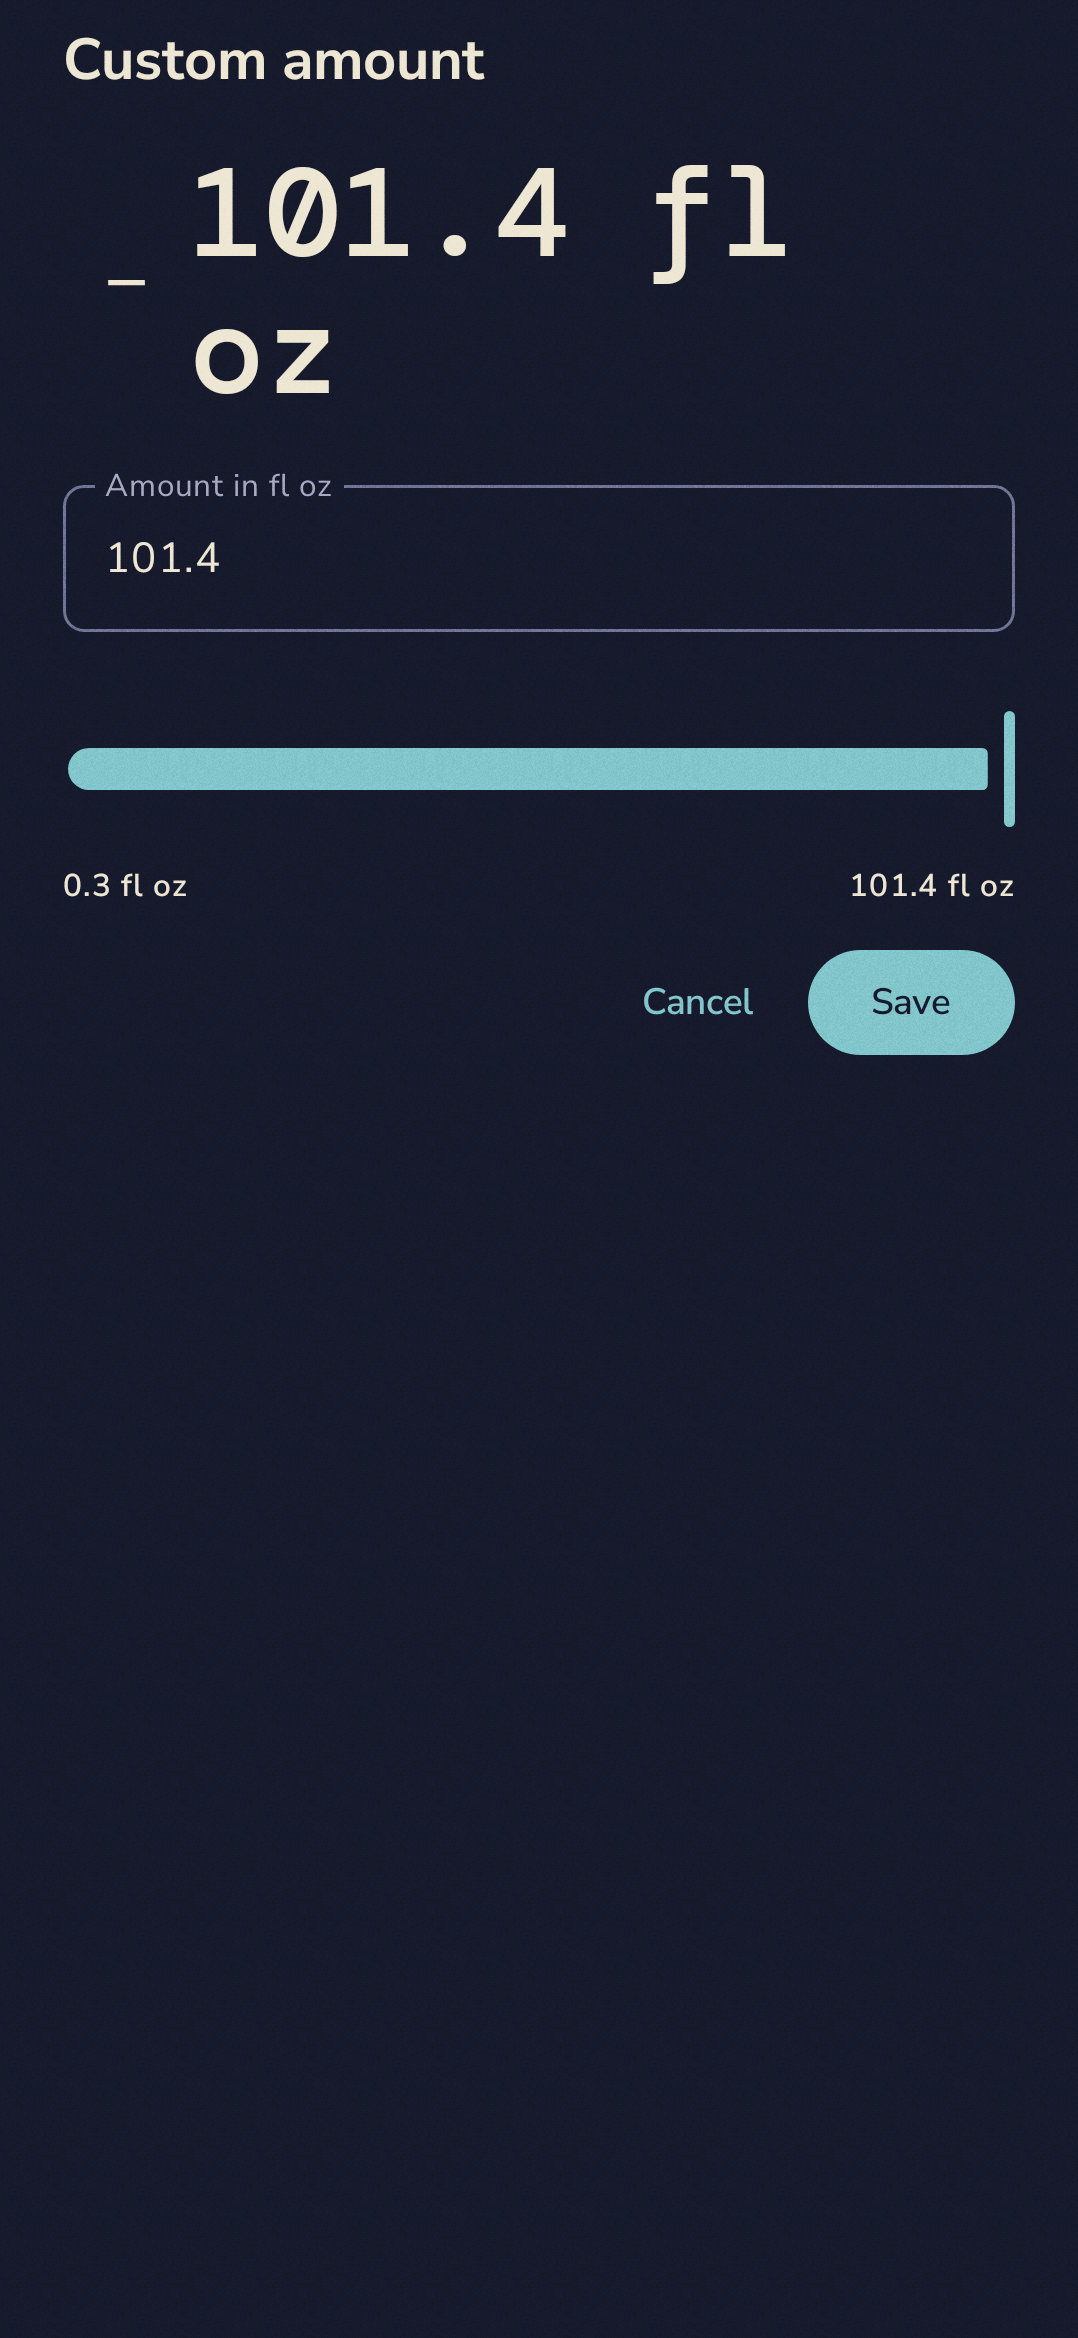 Custom amount
− 101.4 fl
oz
Amount in fl oz
101.4
0.3 fl oz 101.4 fl oz
Cancel Save